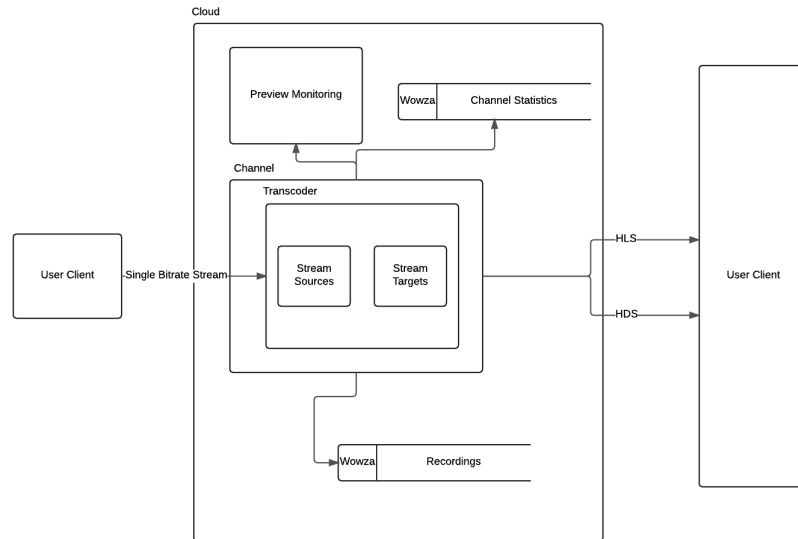 Cloud
Preview Monitoring
Wowza
Channel Statistics
Channel
Transcoder
HLS
User Client
Single Bitrate Stream
Stream
Sources
Stream
Targets
User Client
HDS
Wowza
Recordings